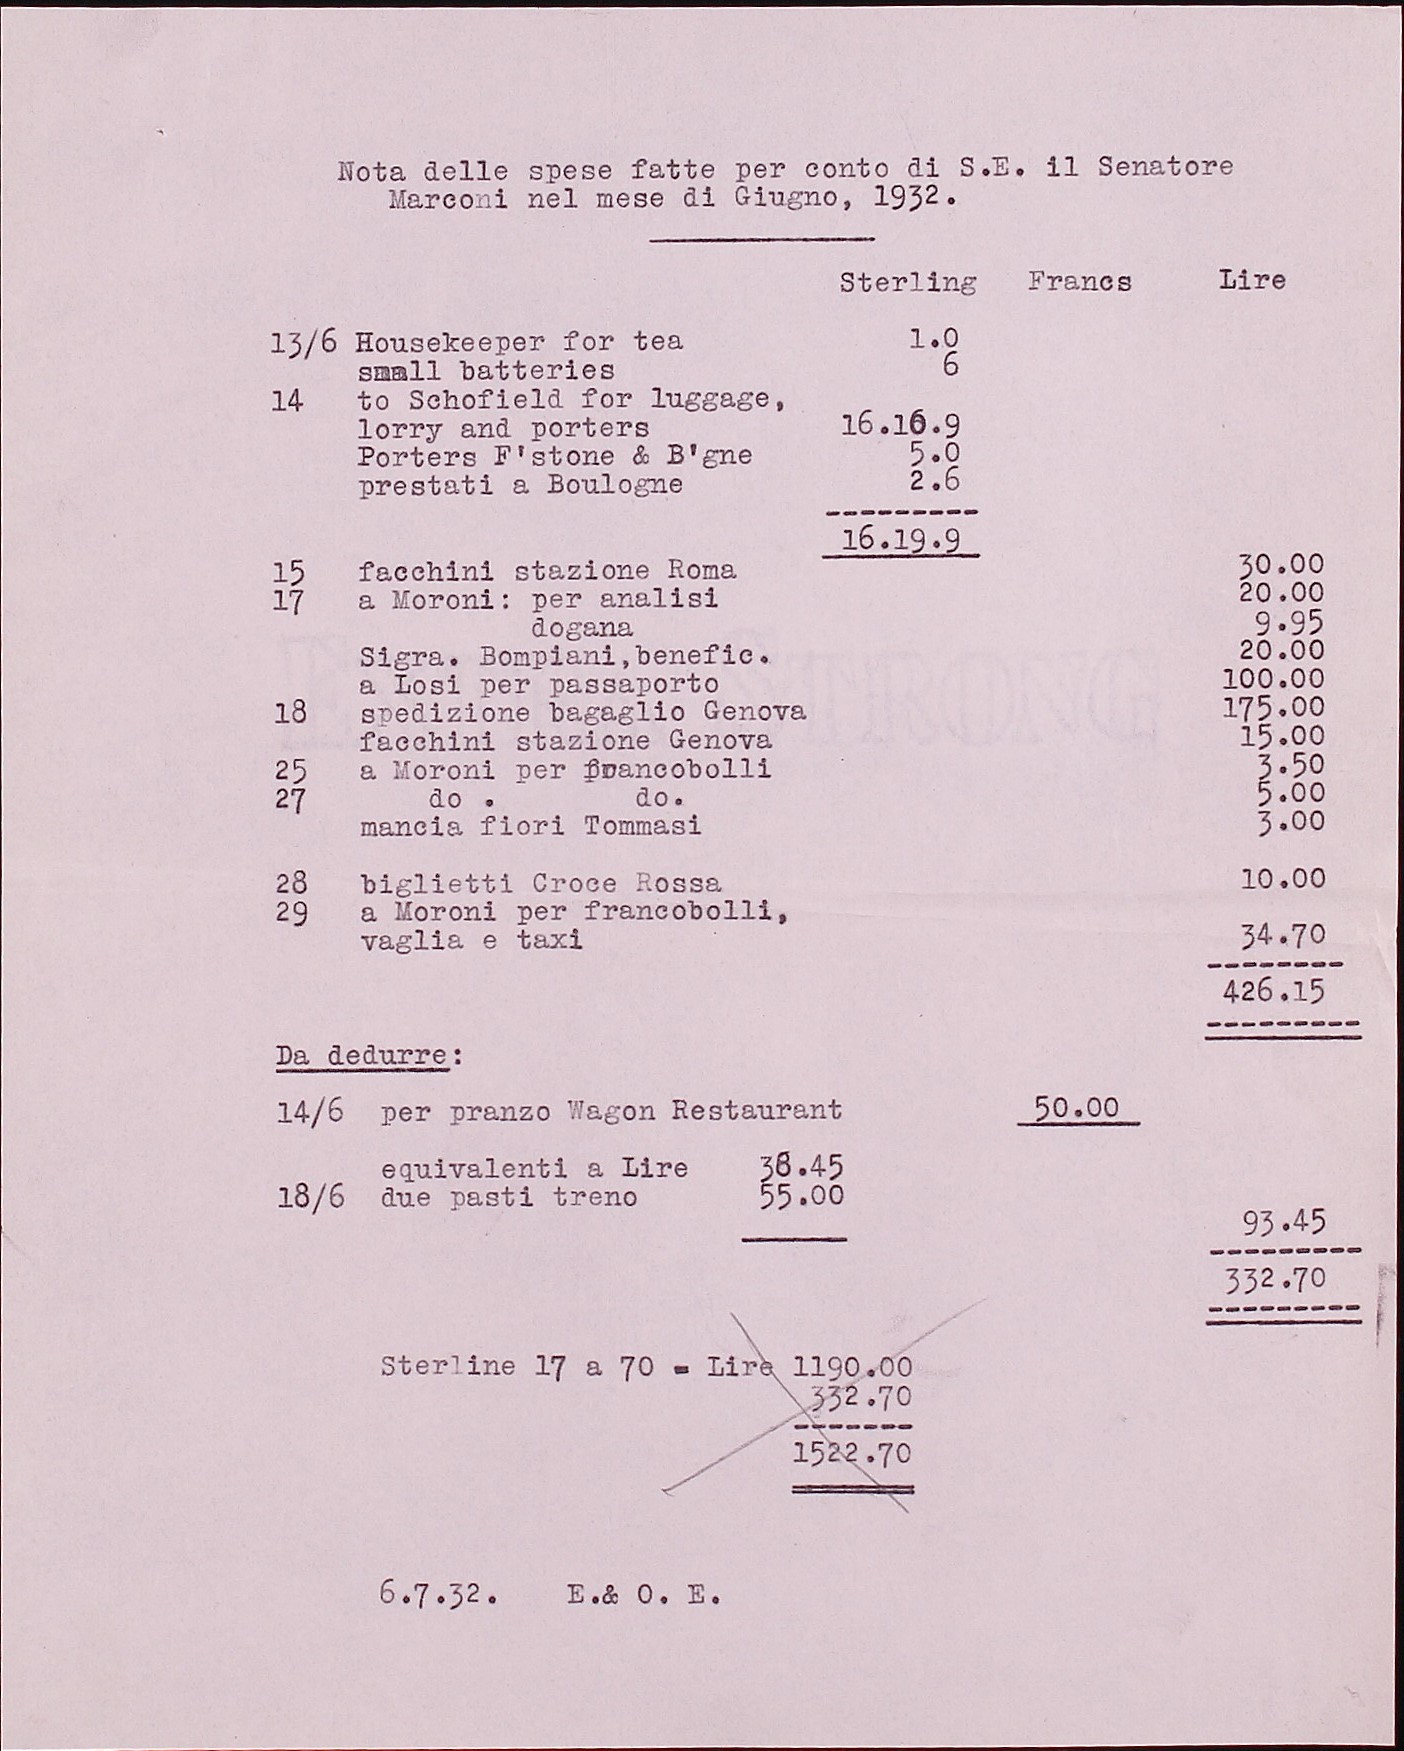 Nota delle spese fatte per conto di S.E. il Senatore
Marconi nel mese di Giugno, 1932.
Sterling Francs Lire
13/6 Housekeeper for tea 1.0
small batteries 6
14 to Schofield for luggage,
lorry and porters 16.10.9
Porters F'stone & B'gne 5.0
prestati a Boulogne 2.6
---------
16.19.9
15 facchini stazione Roma 30.00
17 a Moroni: per analisi 20.00
dogana 9.95
Sigra. Bompiani,benefic. 20.00
a Losi per passaporto 100.00
STRONG
18 spedizione bagaglio Genova 175.00
facchini stazione Genova 15.00
25 a Moroni per francobolli 3.50
27 do . do. 5.00
mancia fiori Tommasi 3.00
28 biglietti Croce Rossa 10.00
29 a Moroni per francobolli,
vaglia e taxi 34.70
--------
426.15
---------
Da dedurre:
14/6 per pranzo Wagon Restaurant 50.00
equivalenti a Lire 38.45
18/6 due pasti treno 55.00
93.45
---------
332.70
---------
Sterline 17 a 70 = Lire 1190.00
332.70
-------
1522.70
6.7.32. E.& O. E.